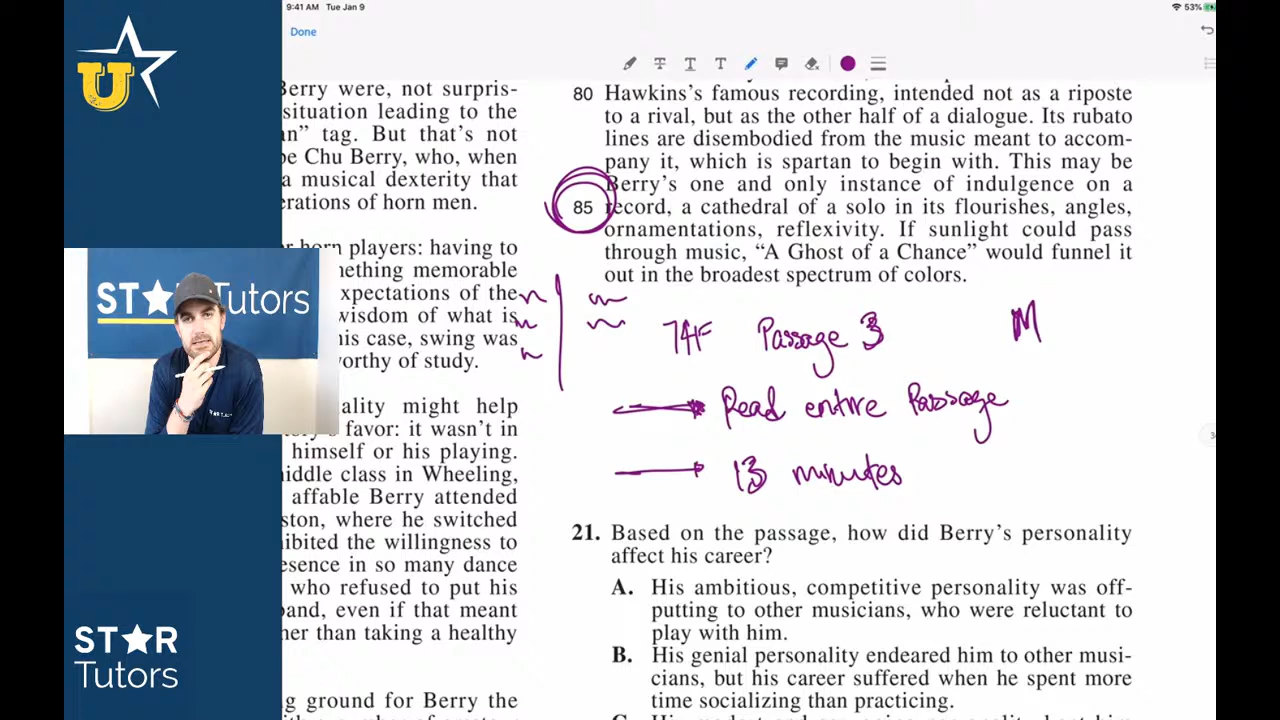 9:41 AM Tue Jan 9
53%
Done
U
Berry were, not surpris-
situation leading to the
an” tag. But that’s not
be Chu Berry, who, when
a musical dexterity that
erations of horn men.
r horn players: having to
mething memorable
xpectations of the
wisdom of what is
his case, swing was
worthy of study.
ality might help
tory’s favor: it wasn’t in
himself or his playing.
middle class in Wheeling,
affable Berry attended
ston, where he switched
hibited the willingness to
esence in so many dance
who refused to put his
band, even if that meant
her than taking a healthy
ng ground for Berry the
STAR Tutors
STAR
Tutors
80 Hawkins’s famous recording, intended not as a riposte
to a rival, but as the other half of a dialogue. Its rubato
lines are disembodied from the music meant to accom-
pany it, which is spartan to begin with. This may be
Berry’s one and only instance of indulgence on a
85 record, a cathedral of a solo in its flourishes, angles,
ornamentations, reflexivity. If sunlight could pass
through music, “A Ghost of a Chance” would funnel it
out in the broadest spectrum of colors.
74F Passage 3 M
Read entire Passage
13 minutes
21. Based on the passage, how did Berry’s personality
affect his career?
A. His ambitious, competitive personality was off-
putting to other musicians, who were reluctant to
play with him.
B. His genial personality endeared him to other musi-
cians, but his career suffered when he spent more
time socializing than practicing.